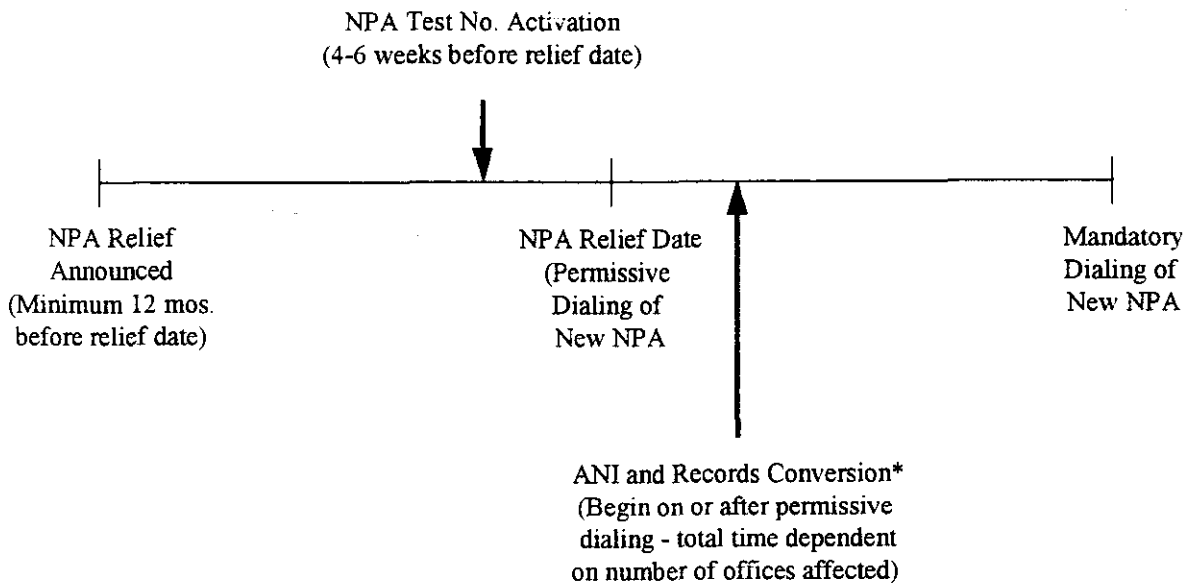 NPA Test No. Activation
(4-6 weeks before relief date)
NPA Relief
Announced
(Minimum 12 mos.
before relief date)
NPA Relief Date
(Permissive
Dialing of
New NPA
Mandatory
Dialing of
New NPA
ANI and Records Conversion*
(Begin on or after permissive
dialing - total time dependent
on number of offices affected)